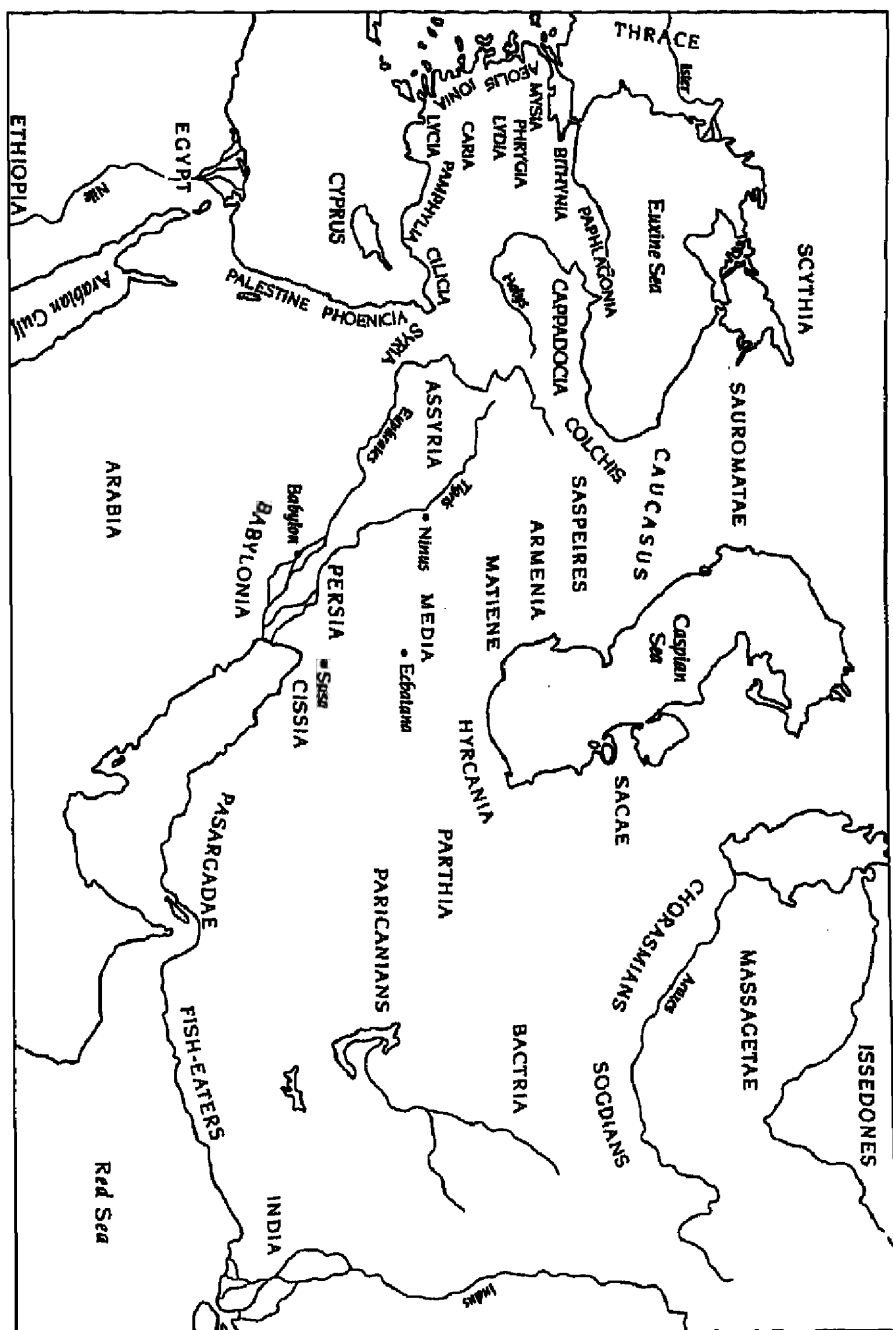 THRACE
Ister
SCYTHIA
SAUROMATAE
ISSEDONES
MASSAGETAE
Euxine Sea
CAUCASUS
Caspian
Sea
SACAE
CHORASMIANS
Araxes
SOGDIANS
COLCHIS
SASPEIRES
ARMENIA
MATIENE
HYRCANIA
PARTHIA
BACTRIA
PARICANIANS
AEOLIS
IONIA
MYSIA
PHRYGIA
LYDIA
CARIA
LYCIA
BITHYNIA
PAPHLAGONIA
PAMPHYLIA
CILICIA
Halys
CAPPADOCIA
CYPRUS
SYRIA
PHOENICIA
PALESTINE
ASSYRIA
Euphrates
Tigris
Ninus
MEDIA
Ecbatana
Babylon
BABYLONIA
PERSIA
Susa
CISSIA
PASARGADAE
FISH-EATERS
INDIA
Indus
EGYPT
Nile
ETHIOPIA
Arabian Gulf
ARABIA
Red Sea